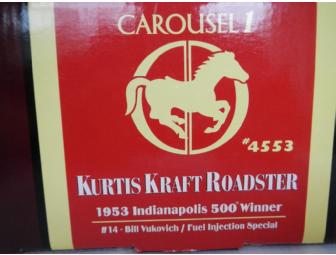 CAROUSEL 1
#4553
KURTIS KRAFT ROADSTER
1953 Indianapolis 500® Winner
#14 - Bill Vukovich / Fuel Injection Special